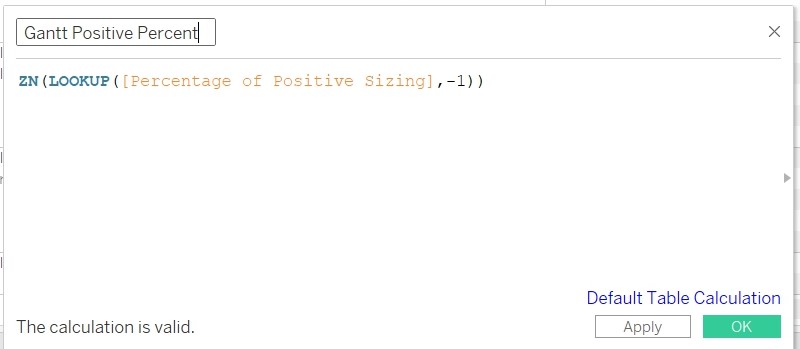 Gantt Positive Percent
ZN(LOOKUP([Percentage of Positive Sizing],-1))
Default Table Calculation
The calculation is valid.
Apply
OK